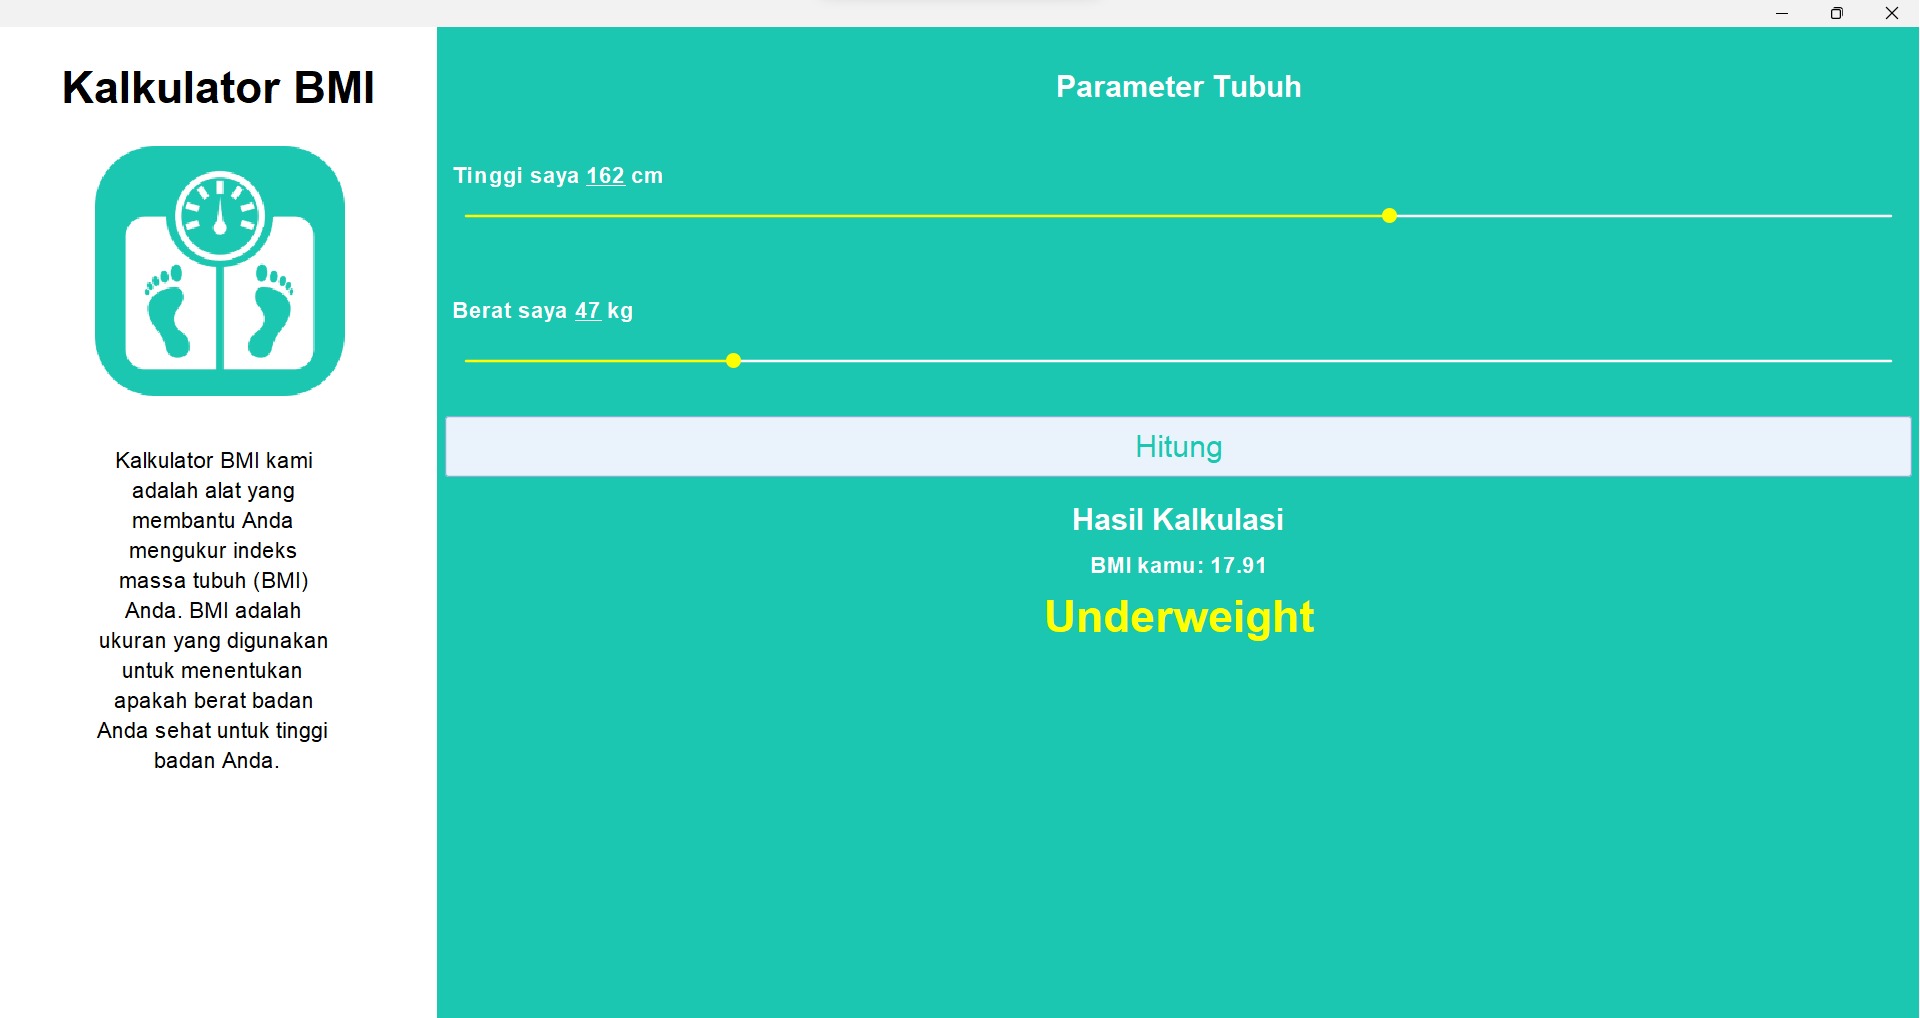 Kalkulator BMI
Kalkulator BMI kami
adalah alat yang
membantu Anda
mengukur indeks
massa tubuh (BMI)
Anda. BMI adalah
ukuran yang digunakan
untuk menentukan
apakah berat badan
Anda sehat untuk tinggi
badan Anda.
Parameter Tubuh
Tinggi saya 162 cm
Berat saya 47 kg
Hitung
Hasil Kalkulasi
BMI kamu: 17.91
Underweight